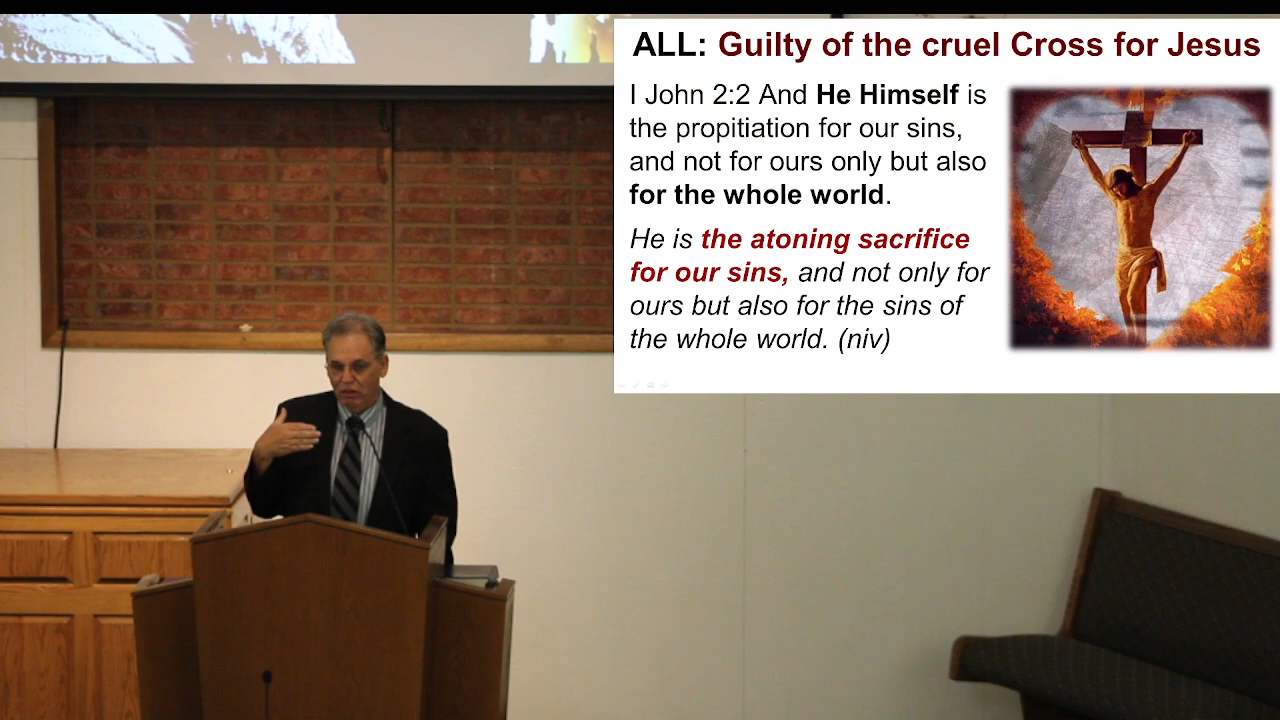 ALL: Guilty of the cruel Cross for Jesus
I John 2:2 And He Himself is
the propitiation for our sins,
and not for ours only but also
for the whole world.
He is the atoning sacrifice
for our sins, and not only for
ours but also for the sins of
the whole world. (niv)